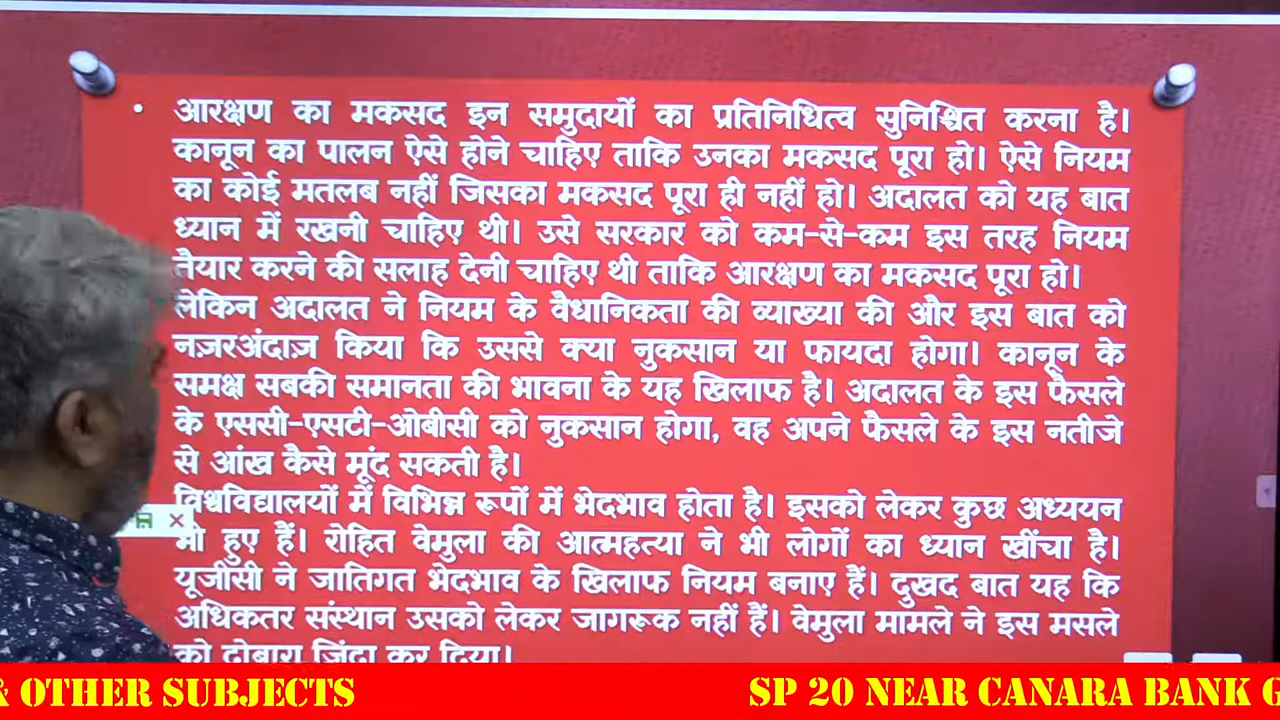 • आरक्षण का मकसद इन समुदायों का प्रतिनिधित्व सुनिश्चित करना है।
कानून का पालन ऐसे होने चाहिए ताकि उनका मकसद पूरा हो। ऐसे नियम
का कोई मतलब नहीं जिसका मकसद पूरा ही नहीं हो। अदालत को यह बात
ध्यान में रखनी चाहिए थी। उसे सरकार को कम-से-कम इस तरह नियम
तैयार करने की सलाह देनी चाहिए थी ताकि आरक्षण का मकसद पूरा हो।
लेकिन अदालत ने नियम के वैधानिकता की व्याख्या की और इस बात को
नज़रअंदाज़ किया कि उससे क्या नुकसान या फायदा होगा। कानून के
समक्ष सबकी समानता की भावना के यह खिलाफ है। अदालत के इस फैसले
के एससी-एसटी-ओबीसी को नुकसान होगा, वह अपने फैसले के इस नतीजे
से आंख कैसे मूंद सकती है।
विश्वविद्यालयों में विभिन्न रूपों में भेदभाव होता है। इसको लेकर कुछ अध्ययन
भी हुए हैं। रोहित वेमुला की आत्महत्या ने भी लोगों का ध्यान खींचा है।
यूजीसी ने जातिगत भेदभाव के खिलाफ नियम बनाए हैं। दुखद बात यह कि
अधिकतर संस्थान उसको लेकर जागरूक नहीं हैं। वेमुला मामले ने इस मसले
को दोबारा जिंदा कर दिया।
& OTHER SUBJECTS
SP 20 NEAR CANARA BANK G